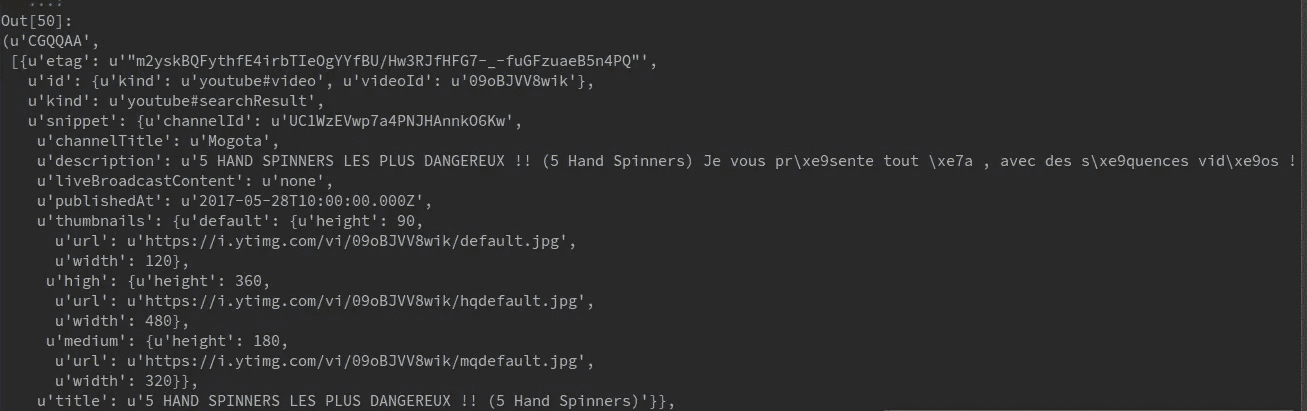 Out[50]:
(u'CGQQAA',
[{u'etag': u'"m2yskBQFythfE4irbTIeOgYYfBU/Hw3RJfHFG7-_-fuGFzuaeB5n4PQ"',
u'id': {u'kind': u'youtube#video', u'videoId': u'09oBJVV8wik'},
u'kind': u'youtube#searchResult',
u'snippet': {u'channelId': u'UC1WzEVwp7a4PNJHAnnkO6Kw',
u'channelTitle': u'Mogota',
u'description': u'5 HAND SPINNERS LES PLUS DANGEREUX !! (5 Hand Spinners) Je vous pr\xe9sente tout \xe7a , avec des s\xe9quences vid\xe9os !
u'liveBroadcastContent': u'none',
u'publishedAt': u'2017-05-28T10:00:00.000Z',
u'thumbnails': {u'default': {u'height': 90,
u'url': u'https://i.ytimg.com/vi/09oBJVV8wik/default.jpg',
u'width': 120},
u'high': {u'height': 360,
u'url': u'https://i.ytimg.com/vi/09oBJVV8wik/hqdefault.jpg',
u'width': 480},
u'medium': {u'height': 180,
u'url': u'https://i.ytimg.com/vi/09oBJVV8wik/mqdefault.jpg',
u'width': 320}},
u'title': u'5 HAND SPINNERS LES PLUS DANGEREUX !! (5 Hand Spinners)'}},